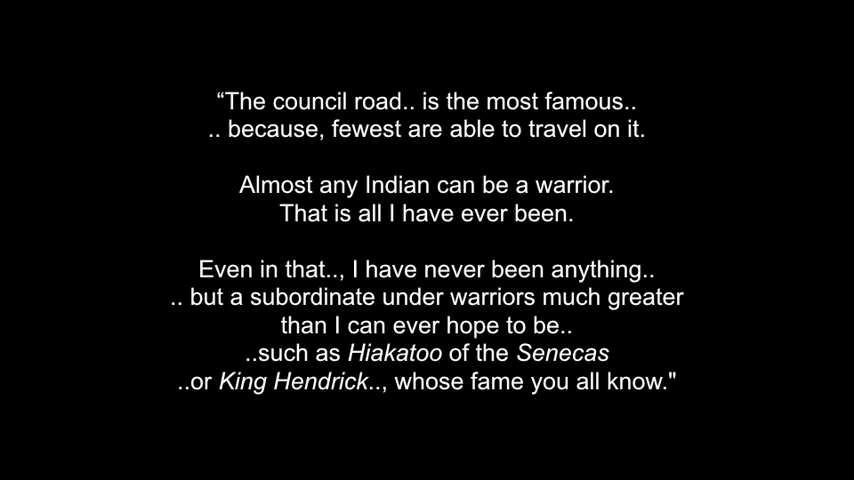 “The council road.. is the most famous..
.. because, fewest are able to travel on it.
Almost any Indian can be a warrior.
That is all I have ever been.
Even in that.., I have never been anything..
.. but a subordinate under warriors much greater
than I can ever hope to be..
..such as Hiakatoo of the Senecas
..or King Hendrick.., whose fame you all know."